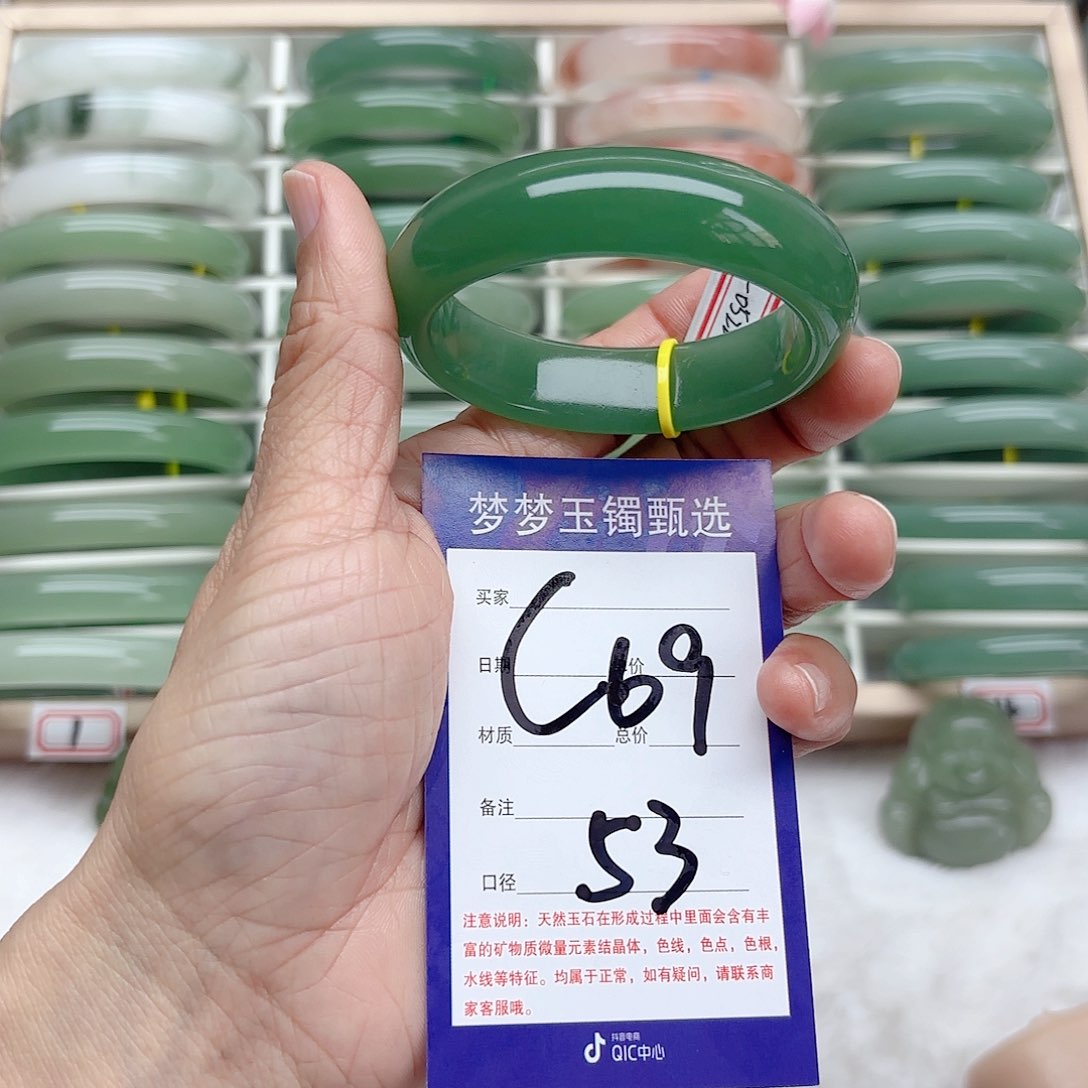 -052
梦梦玉镯甄选
买家
日期 单价
C69
材质 总价
备注
53
口径
注意说明：天然玉石在形成过程中里面会含有丰
富的矿物质微量元素结晶体，色线，色点，色根，
水线等特征。均属于正常，如有疑问，请联系商
家客服哦。
抖音电商
QIC中心
1